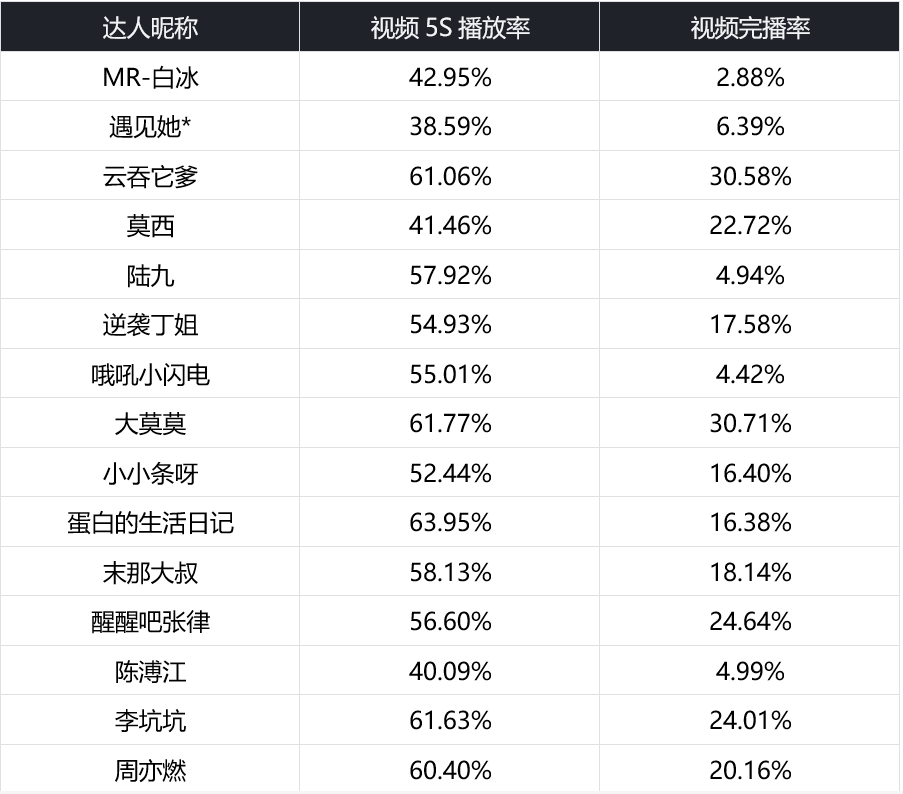 达人昵称 视频 5S 播放率 视频完播率
MR-白冰 42.95% 2.88%
遇见她* 38.59% 6.39%
云吞它爹 61.06% 30.58%
莫西 41.46% 22.72%
陆九 57.92% 4.94%
逆袭丁姐 54.93% 17.58%
哦吼小闪电 55.01% 4.42%
大莫莫 61.77% 30.71%
小小条呀 52.44% 16.40%
蛋白的生活日记 63.95% 16.38%
末那大叔 58.13% 18.14%
醒醒吧张律 56.60% 24.64%
陈溥江 40.09% 4.99%
李坑坑 61.63% 24.01%
周亦燃 60.40% 20.16%